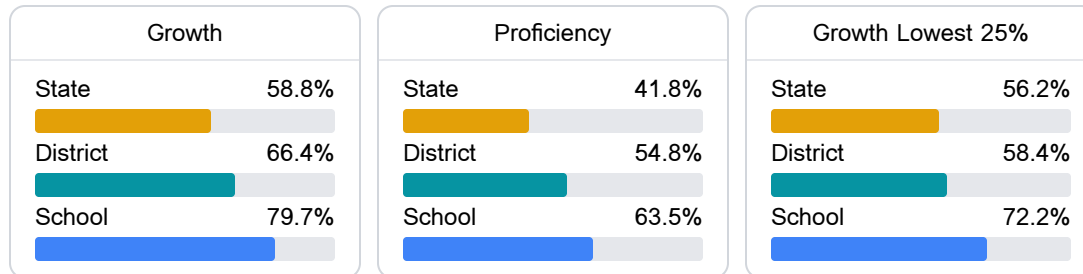 Growth
State 58.8%
District 66.4%
School 79.7%
Proficiency
State 41.8%
District 54.8%
School 63.5%
Growth Lowest 25%
State 56.2%
District 58.4%
School 72.2%